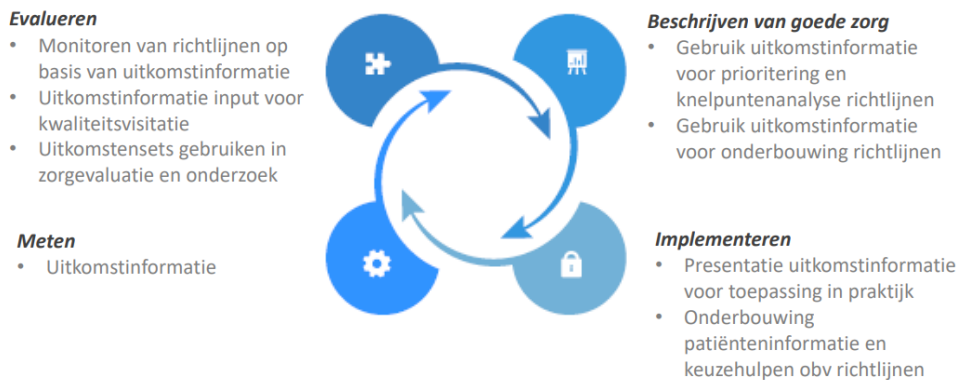 Evalueren
• Monitoren van richtlijnen op
basis van uitkomstinformatie
• Uitkomstinformatie input voor
kwaliteitsvisitatie
• Uitkomstensets gebruiken in
zorgevaluatie en onderzoek
Beschrijven van goede zorg
• Gebruik uitkomstinformatie
voor prioritering en
knelpuntenanalyse richtlijnen
• Gebruik uitkomstinformatie
voor onderbouwing richtlijnen
Meten
• Uitkomstinformatie
Implementeren
• Presentatie uitkomstinformatie
voor toepassing in praktijk
• Onderbouwing
patiënteninformatie en
keuzehulpen obv richtlijnen